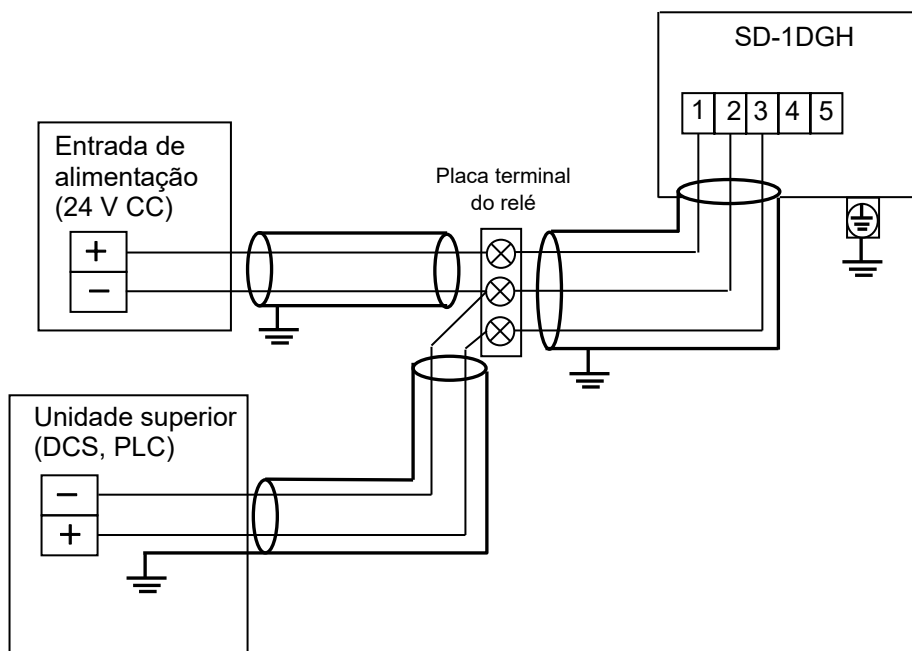 SD-1DGH
1 2 3 4 5
Entrada de
alimentação
(24 V CC)
+
−
Placa terminal
do relé
Unidade superior
(DCS, PLC)
−
+